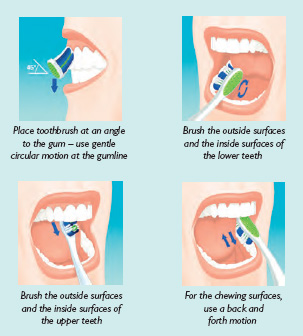 45°
Place toothbrush at an angle
to the gum – use gentle
circular motion at the gumline
Brush the outside surfaces
and the inside surfaces of
the lower teeth
Brush the outside surfaces
and the inside surfaces of
the upper teeth
For the chewing surfaces,
use a back and
forth motion